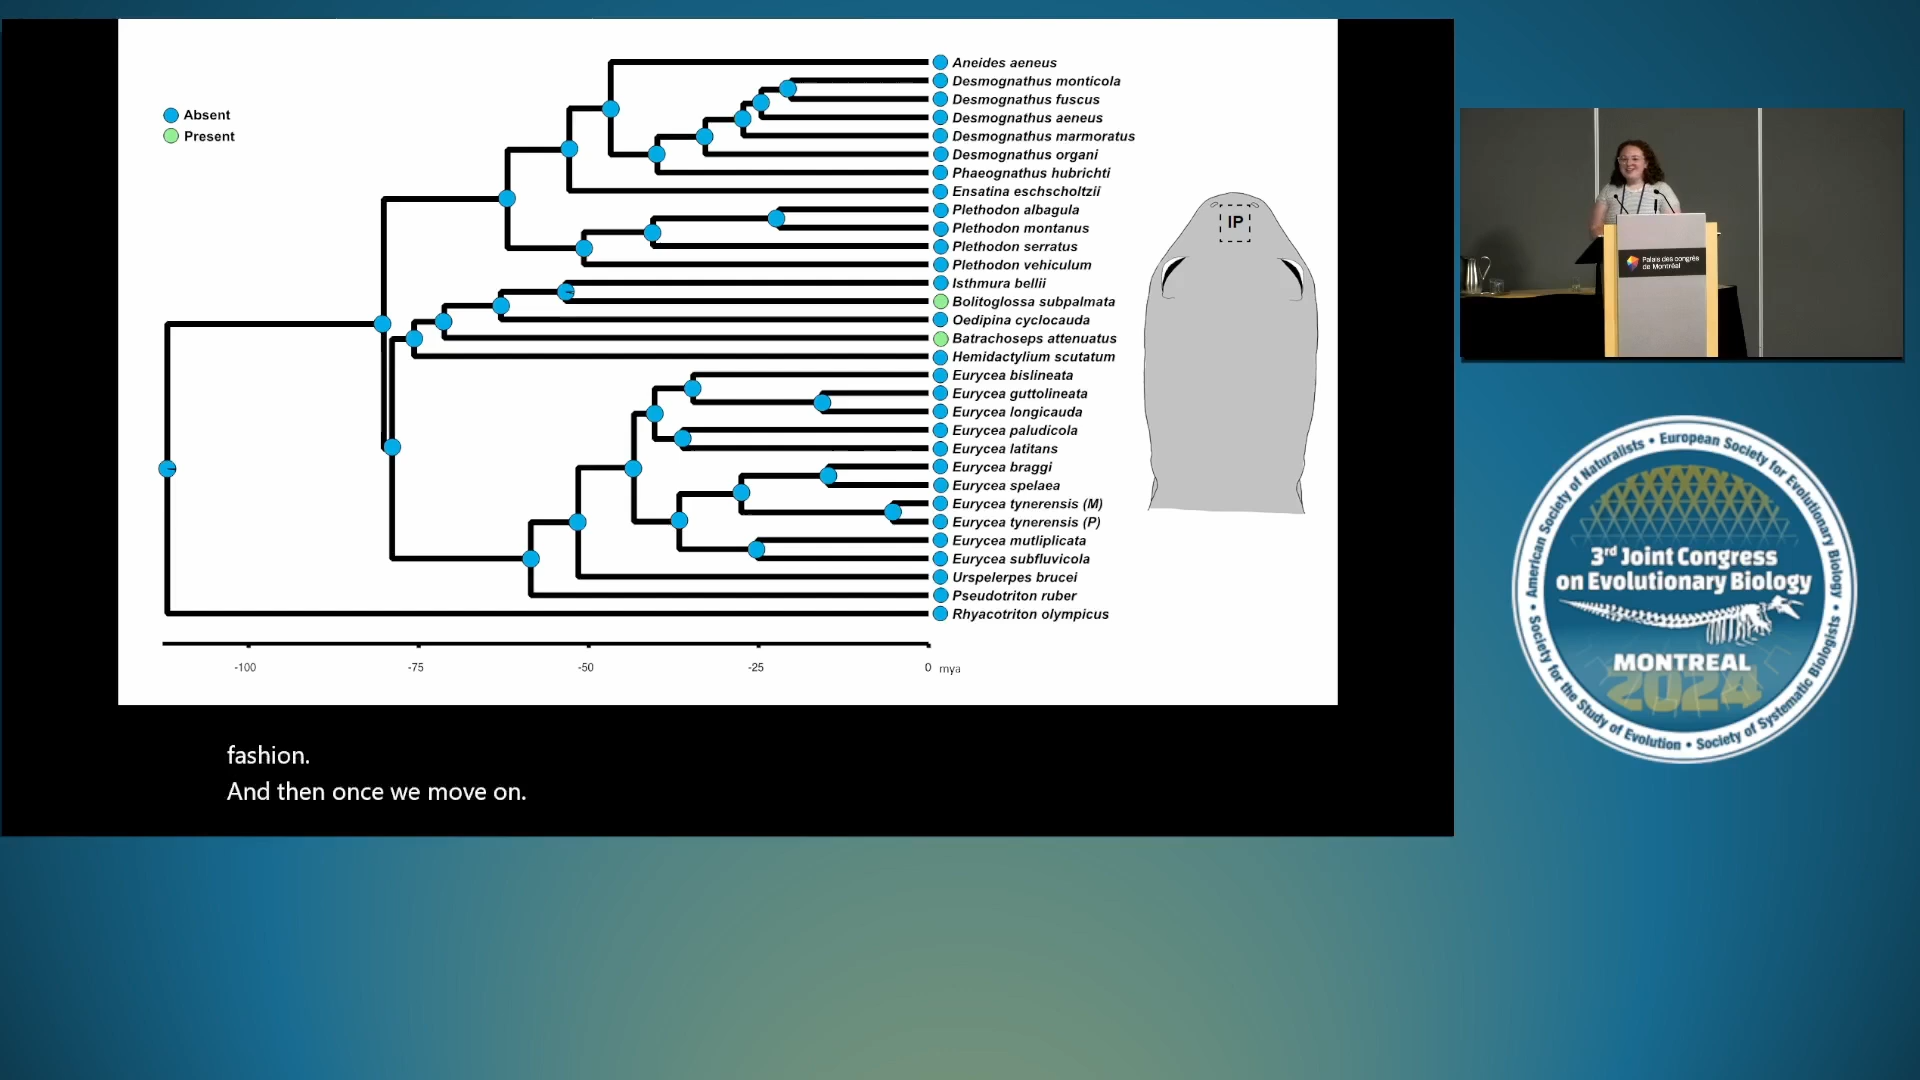 Absent
Present
Aneides aeneus
Desmognathus monticola
Desmognathus fuscus
Desmognathus aeneus
Desmognathus marmoratus
Desmognathus organi
Phaeognathus hubrichti
Ensatina eschscholtzii
Plethodon albagula
Plethodon montanus
Plethodon serratus
Plethodon vehiculum
Isthmura bellii
Bolitoglossa subpalmata
Oedipina cyclocauda
Batrachoseps attenuatus
Hemidactylium scutatum
Eurycea bislineata
Eurycea guttolineata
Eurycea longicauda
Eurycea paludicola
Eurycea latitans
Eurycea braggi
Eurycea spelaea
Eurycea tynerensis (M)
Eurycea tynerensis (P)
Eurycea mutliplicata
Eurycea subfluvicola
Urspelerpes brucei
Pseudotriton ruber
Rhyacotriton olympicus
-100 -75 -50 -25 0 mya
IP
fashion.
And then once we move on.
Palais des congrès
de Montréal
American Society of Naturalists • European Society for Evolutionary Biology •
Society for the Study of Evolution • Society of Systematic Biologists •
3rd Joint Congress
on Evolutionary Biology
MONTREAL
2024